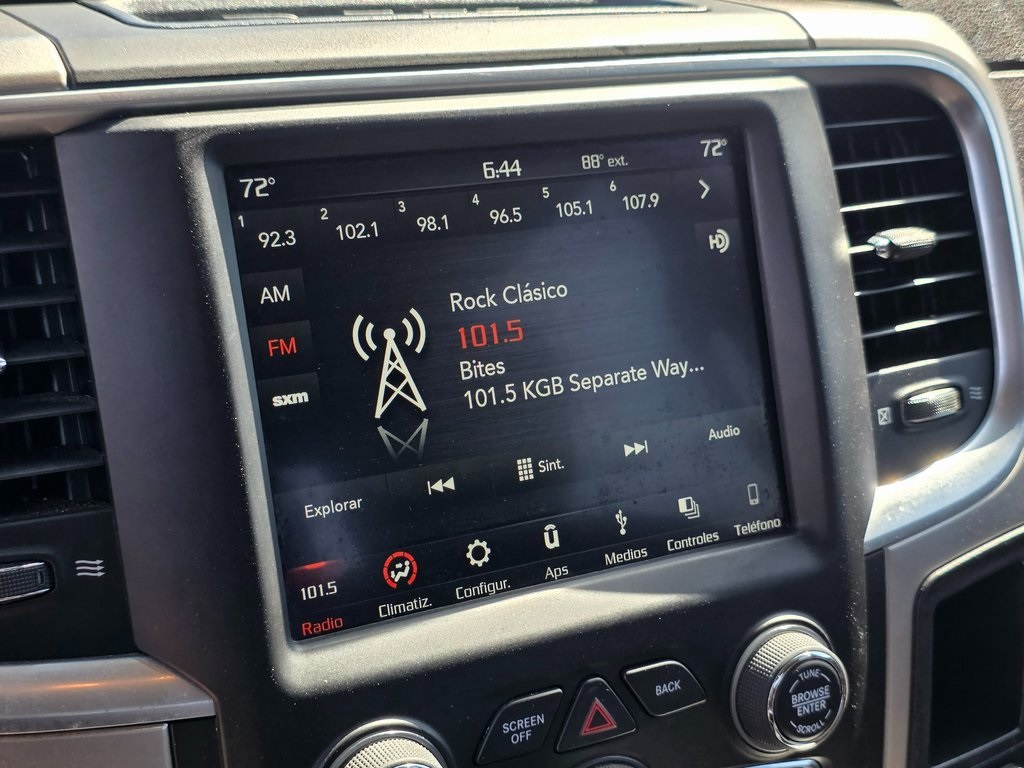 72° 6:44 88° ext. 72°
1 92.3 2 102.1 3 98.1 4 96.5 5 105.1 6 107.9
HD
AM
FM
sxm
Rock Clásico
101.5
Bites
101.5 KGB Separate Way...
Explorar Sint. Audio
101.5
Radio Climatiz. Configur. Aps Medios Controles Teléfono
SCREEN
OFF
BACK
TUNE
BROWSE
ENTER
SCROLL